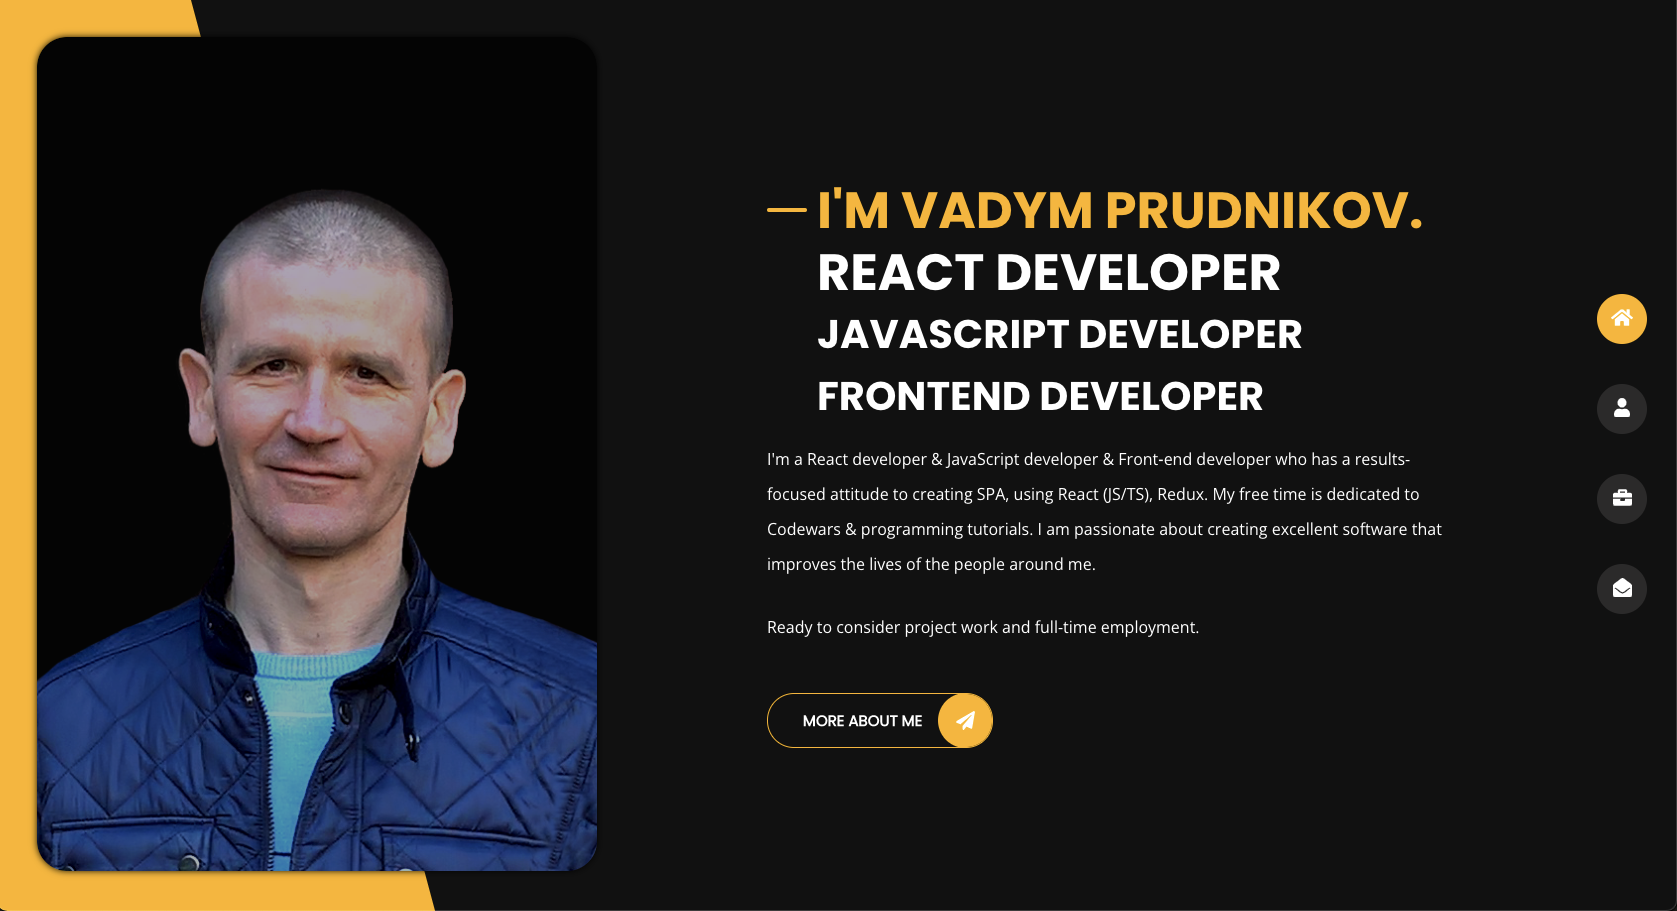 I'M VADYM PRUDNIKOV.
REACT DEVELOPER
JAVASCRIPT DEVELOPER
FRONTEND DEVELOPER
I'm a React developer & JavaScript developer & Front-end developer who has a results-
focused attitude to creating SPA, using React (JS/TS), Redux. My free time is dedicated to
Codewars & programming tutorials. I am passionate about creating excellent software that
improves the lives of the people around me.
Ready to consider project work and full-time employment.
MORE ABOUT ME